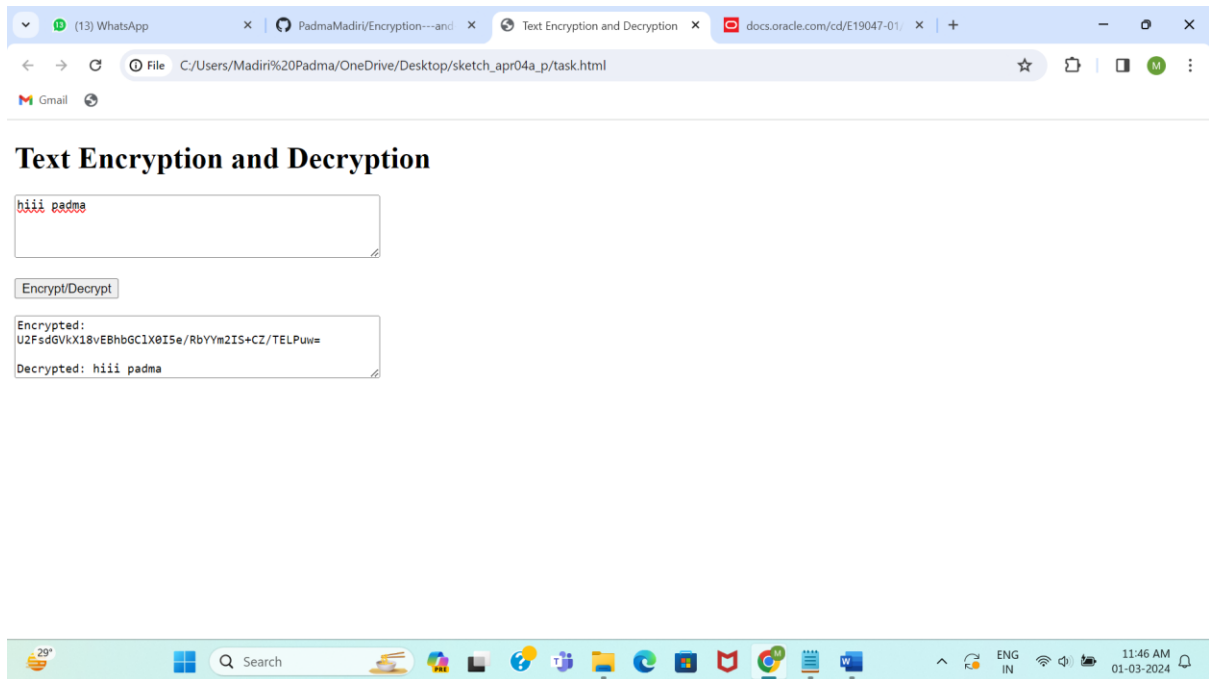 (13) WhatsApp
PadmaMadiri/Encryption---and
Text Encryption and Decryption
docs.oracle.com/cd/E19047-01/
File C:/Users/Madiri%20Padma/OneDrive/Desktop/sketch_apr04a_p/task.html
M
Gmail
Text Encryption and Decryption
hiii padma
Encrypt/Decrypt
Encrypted:
U2FsdGVkX18vEBhbGClX0I5e/RbYYm2IS+CZ/TELPuw=
Decrypted: hiii padma
29°
Search
PRE
ENG
IN
11:46 AM
01-03-2024